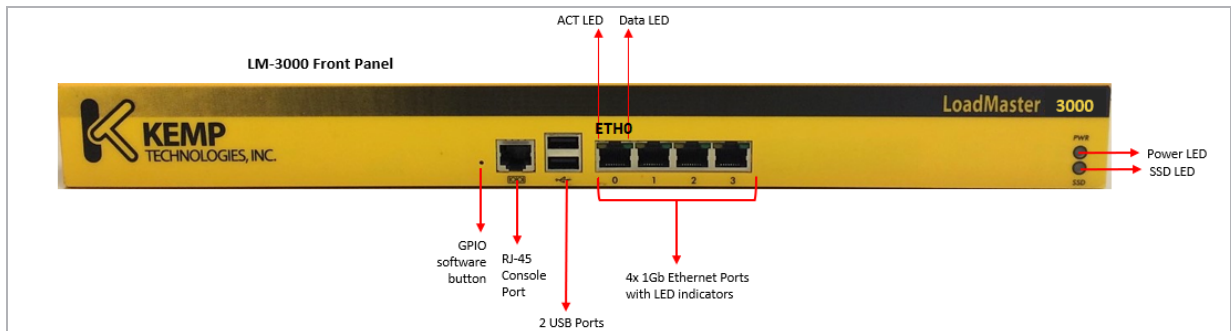 ACT LED Data LED
LM-3000 Front Panel
LoadMaster 3000
KEMP
TECHNOLOGIES, INC.
ETH0
PWR
Power LED
SSD LED
SSD
0 1 2 3
GPIO
software
button
RJ-45
Console
Port
4x 1Gb Ethernet Ports
with LED indicators
2 USB Ports